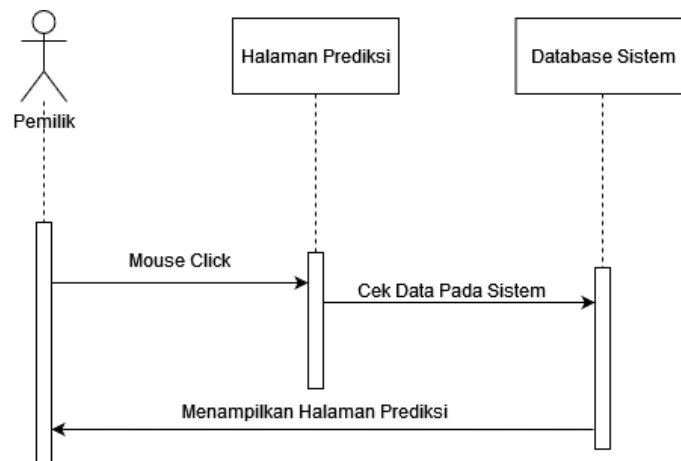 Halaman Prediksi
Database Sistem
Pemilik
Mouse Click
Cek Data Pada Sistem
Menampilkan Halaman Prediksi